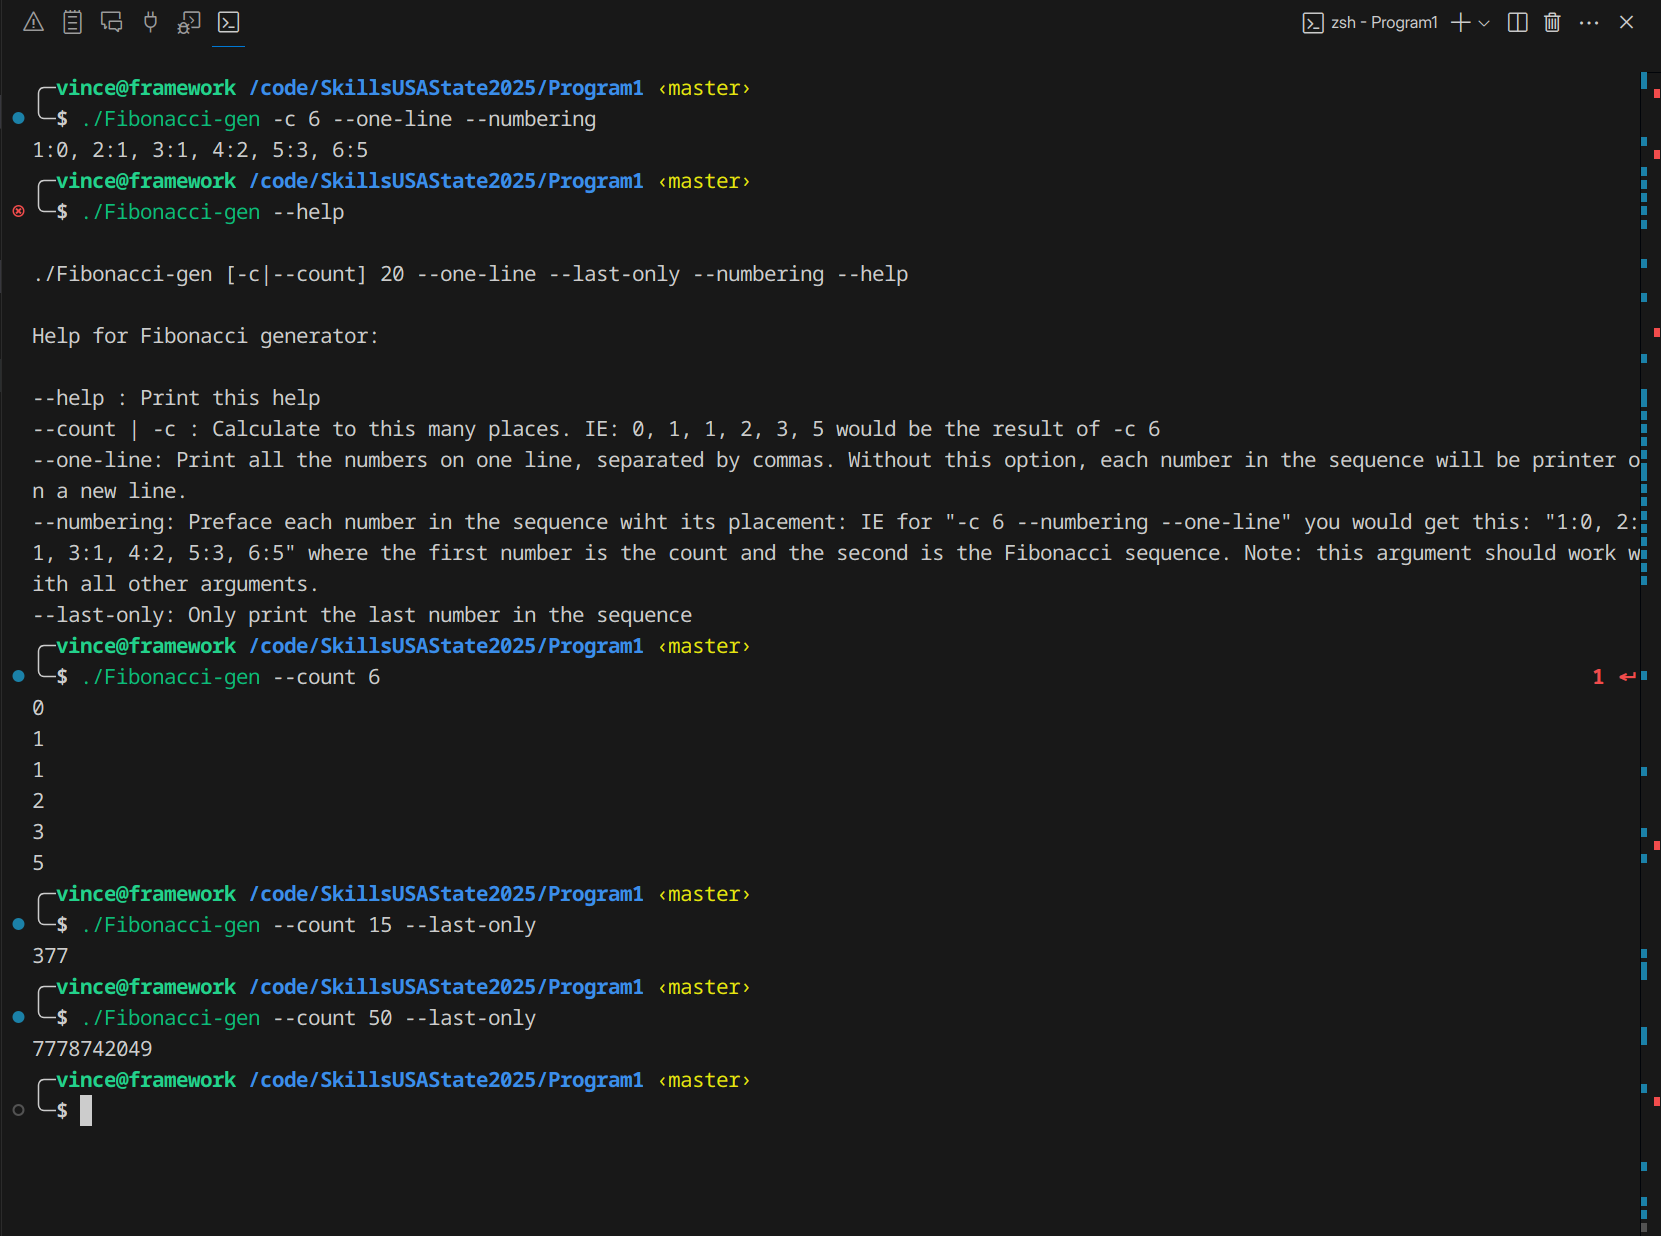 zsh - Program1
vince@framework /code/SkillsUSAState2025/Program1 ‹master›
$ ./Fibonacci-gen -c 6 --one-line --numbering
1:0, 2:1, 3:1, 4:2, 5:3, 6:5
vince@framework /code/SkillsUSAState2025/Program1 ‹master›
$ ./Fibonacci-gen --help
./Fibonacci-gen [-c|--count] 20 --one-line --last-only --numbering --help
Help for Fibonacci generator:
--help : Print this help
--count | -c : Calculate to this many places. IE: 0, 1, 1, 2, 3, 5 would be the result of -c 6
--one-line: Print all the numbers on one line, separated by commas. Without this option, each number in the sequence will be printer o
n a new line.
--numbering: Preface each number in the sequence wiht its placement: IE for "-c 6 --numbering --one-line" you would get this: "1:0, 2:
1, 3:1, 4:2, 5:3, 6:5" where the first number is the count and the second is the Fibonacci sequence. Note: this argument should work w
ith all other arguments.
--last-only: Only print the last number in the sequence
vince@framework /code/SkillsUSAState2025/Program1 ‹master›
$ ./Fibonacci-gen --count 6 1 ↵
0
1
1
2
3
5
vince@framework /code/SkillsUSAState2025/Program1 ‹master›
$ ./Fibonacci-gen --count 15 --last-only
377
vince@framework /code/SkillsUSAState2025/Program1 ‹master›
$ ./Fibonacci-gen --count 50 --last-only
7778742049
vince@framework /code/SkillsUSAState2025/Program1 ‹master›
$